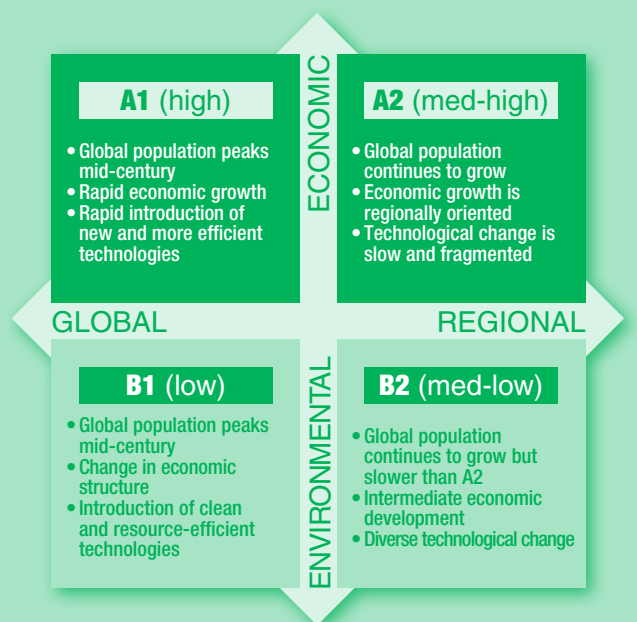 ECONOMIC
A1 (high)
• Global population peaks
mid-century
• Rapid economic growth
• Rapid introduction of
new and more efficient
technologies
A2 (med-high)
• Global population
continues to grow
• Economic growth is
regionally oriented
• Technological change is
slow and fragmented
GLOBAL
REGIONAL
ENVIRONMENTAL
B1 (low)
• Global population peaks
mid-century
• Change in economic
structure
• Introduction of clean
and resource-efficient
technologies
B2 (med-low)
• Global population
continues to grow but
slower than A2
• Intermediate economic
development
• Diverse technological change